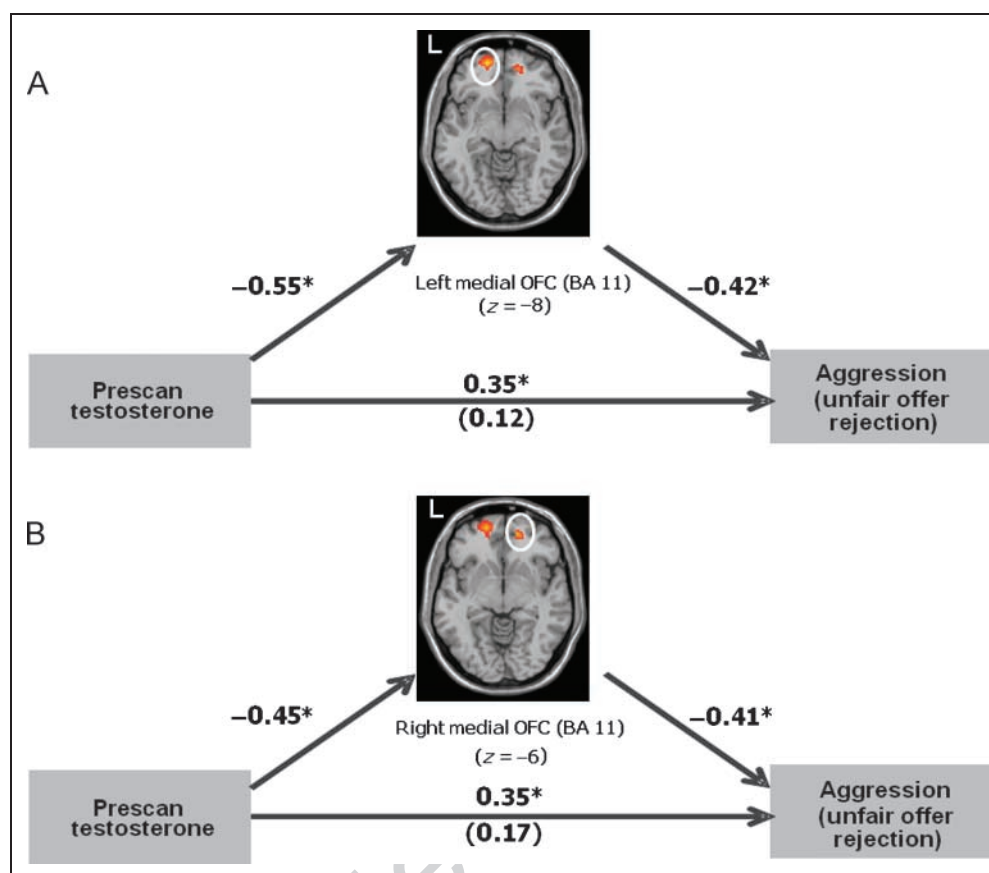 A
L
−0.55*
Left medial OFC (BA 11)
(z = −8)
−0.42*
Prescan
testosterone
0.35*
(0.12)
Aggression
(unfair offer
rejection)
B
L
−0.45*
Right medial OFC (BA 11)
(z = −6)
−0.41*
Prescan
testosterone
0.35*
(0.17)
Aggression
(unfair offer
rejection)